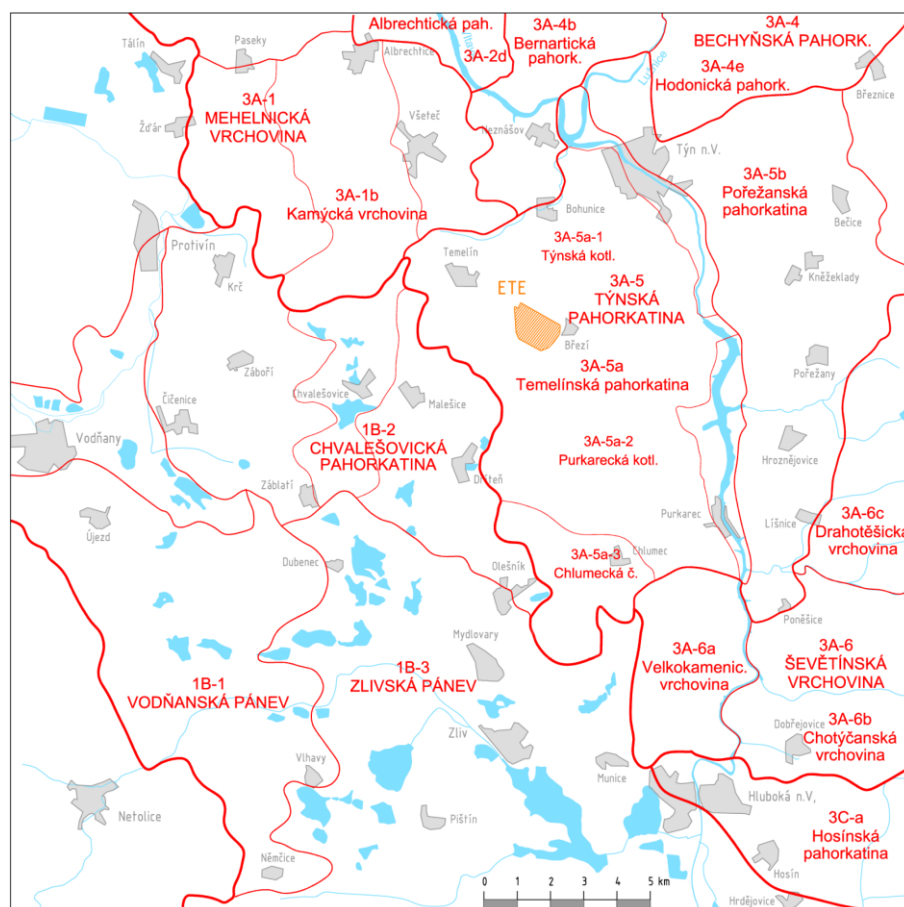 Albrechtická pah.
3A-4b
Bernartická
pahork.
3A-4
BECHYŇSKÁ PAHORK.
Tálín
Paseky
Albrechtice
3A-2d
Lužnice
3A-4e
Hodonická pahork.
Březnice
3A-1
MEHELNICKÁ
VRCHOVINA
Žďár
Všeteč
Neznášov
Týn n.V.
3A-5b
Pořežanská
pahorkatina
3A-1b
Kamýcká vrchovina
Bohunice
Bečice
Protivín
Krč
Temelín
3A-5a-1
Týnská kotl.
Kněžeklady
ETE
3A-5
TÝNSKÁ
PAHORKATINA
Březí
Záboří
Chvalešovice
Malešice
3A-5a
Temelínská pahorkatina
Pořežany
Čičenice
Vodňany
1B-2
CHVALEŠOVICKÁ
PAHORKATINA
3A-5a-2
Purkarecká kotl.
Hroznějovice
Dříteň
Záblatí
Újezd
Purkarec
Líšnice
3A-6c
Drahotěšická
vrchovina
Dubenec
Olešník
3A-5a-3
Chlumecká č.
Chlumec
Poněšice
Mydlovary
3A-6a
Velkokamenic.
vrchovina
3A-6
ŠEVĚTÍNSKÁ
VRCHOVINA
1B-1
VODŇANSKÁ PÁNEV
1B-3
ZLIVSKÁ PÁNEV
3A-6b
Chotýčanská
vrchovina
Dobřejovice
Zliv
Vlhavy
Munice
Hluboká n.V,
Netolice
Pištín
3C-a
Hosínská
pahorkatina
Němčice
Hosín
0 1 2 3 4 5 km
Hrdějovice